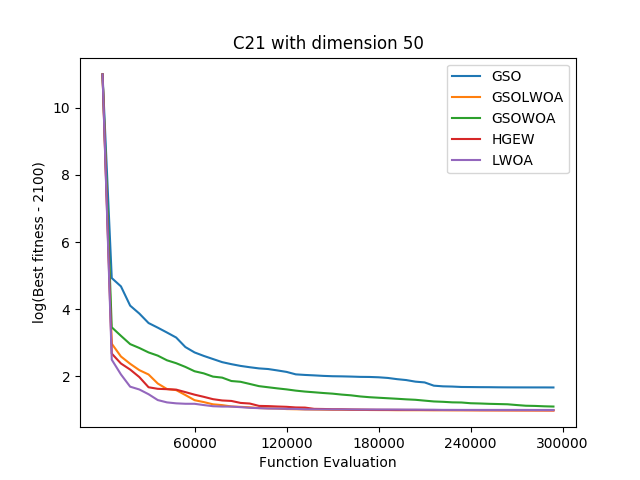 C21 with dimension 50
log(Best fitness - 2100)
10
8
6
4
2
60000 120000 180000 240000 300000
Function Evaluation
GSO
GSOLWOA
GSOWOA
HGEW
LWOA